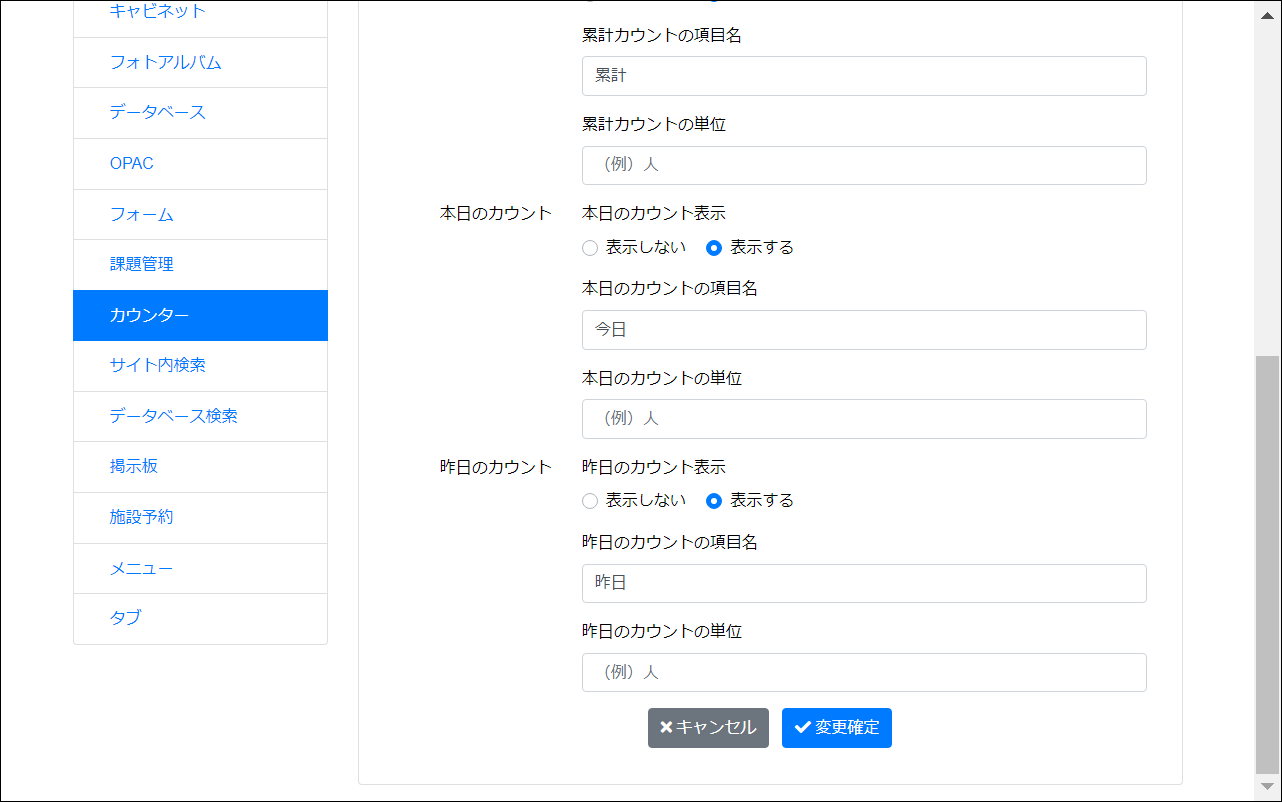 キャビネット
フォトアルバム
データベース
OPAC
フォーム
課題管理
カウンター
サイト内検索
データベース検索
掲示板
施設予約
メニュー
タブ
累計カウントの項目名
累計
累計カウントの単位
（例）人
本日のカウント 本日のカウント表示
表示しない 表示する
本日のカウントの項目名
今日
本日のカウントの単位
（例）人
昨日のカウント 昨日のカウント表示
表示しない 表示する
昨日のカウントの項目名
昨日
昨日のカウントの単位
（例）人
キャンセル 変更確定